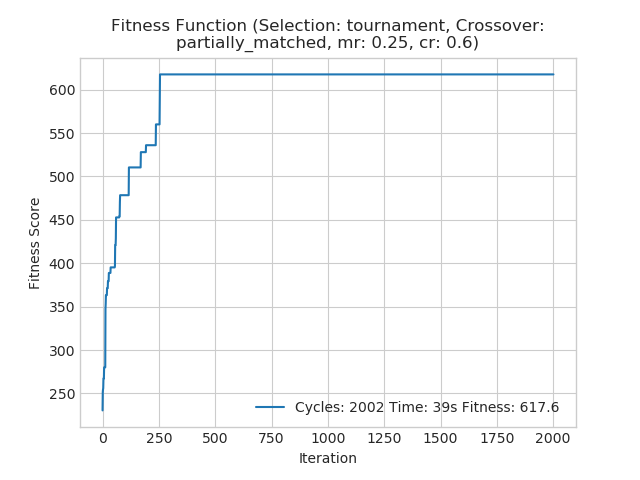 Fitness Function (Selection: tournament, Crossover:
partially_matched, mr: 0.25, cr: 0.6)
Fitness Score
600
550
500
450
400
350
300
250
Cycles: 2002 Time: 39s Fitness: 617.6
0 250 500 750 1000 1250 1500 1750 2000
Iteration